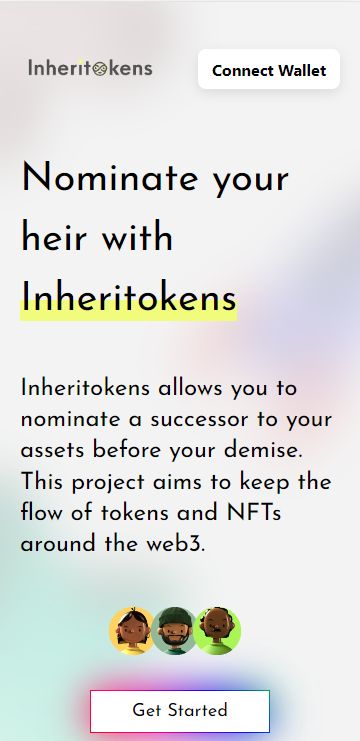 Inheritokens
Connect Wallet
Nominate your
heir with
Inheritokens
Inheritokens allows you to
nominate a successor to your
assets before your demise.
This project aims to keep the
flow of tokens and NFTs
around the web3.
Get Started